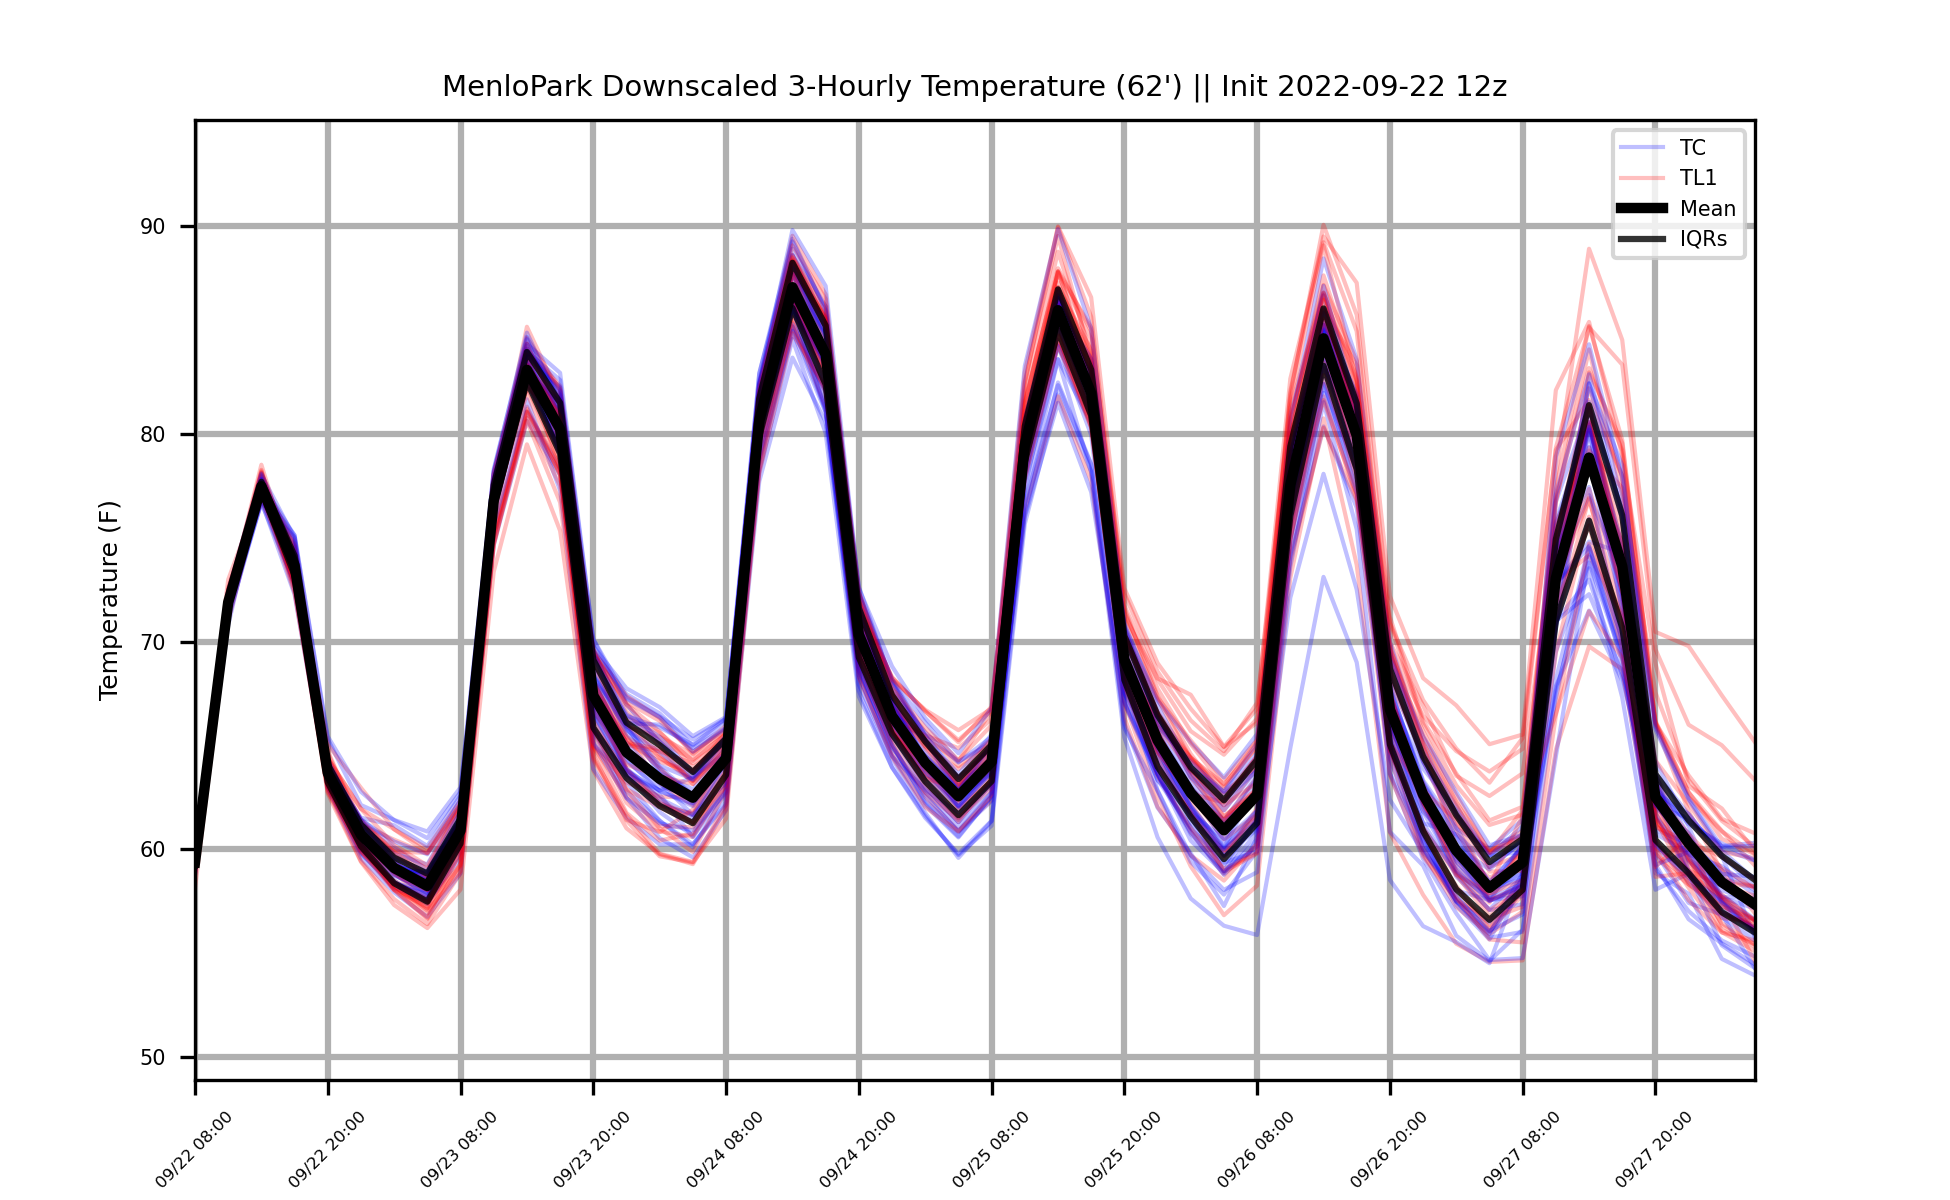 MenloPark Downscaled 3-Hourly Temperature (62') || Init 2022-09-22 12z
TC
TL1
Mean
IQRs
Temperature (F)
90
80
70
60
50
09/22 08:00
09/22 20:00
09/23 08:00
09/23 20:00
09/24 08:00
09/24 20:00
09/25 08:00
09/25 20:00
09/26 08:00
09/26 20:00
09/27 08:00
09/27 20:00